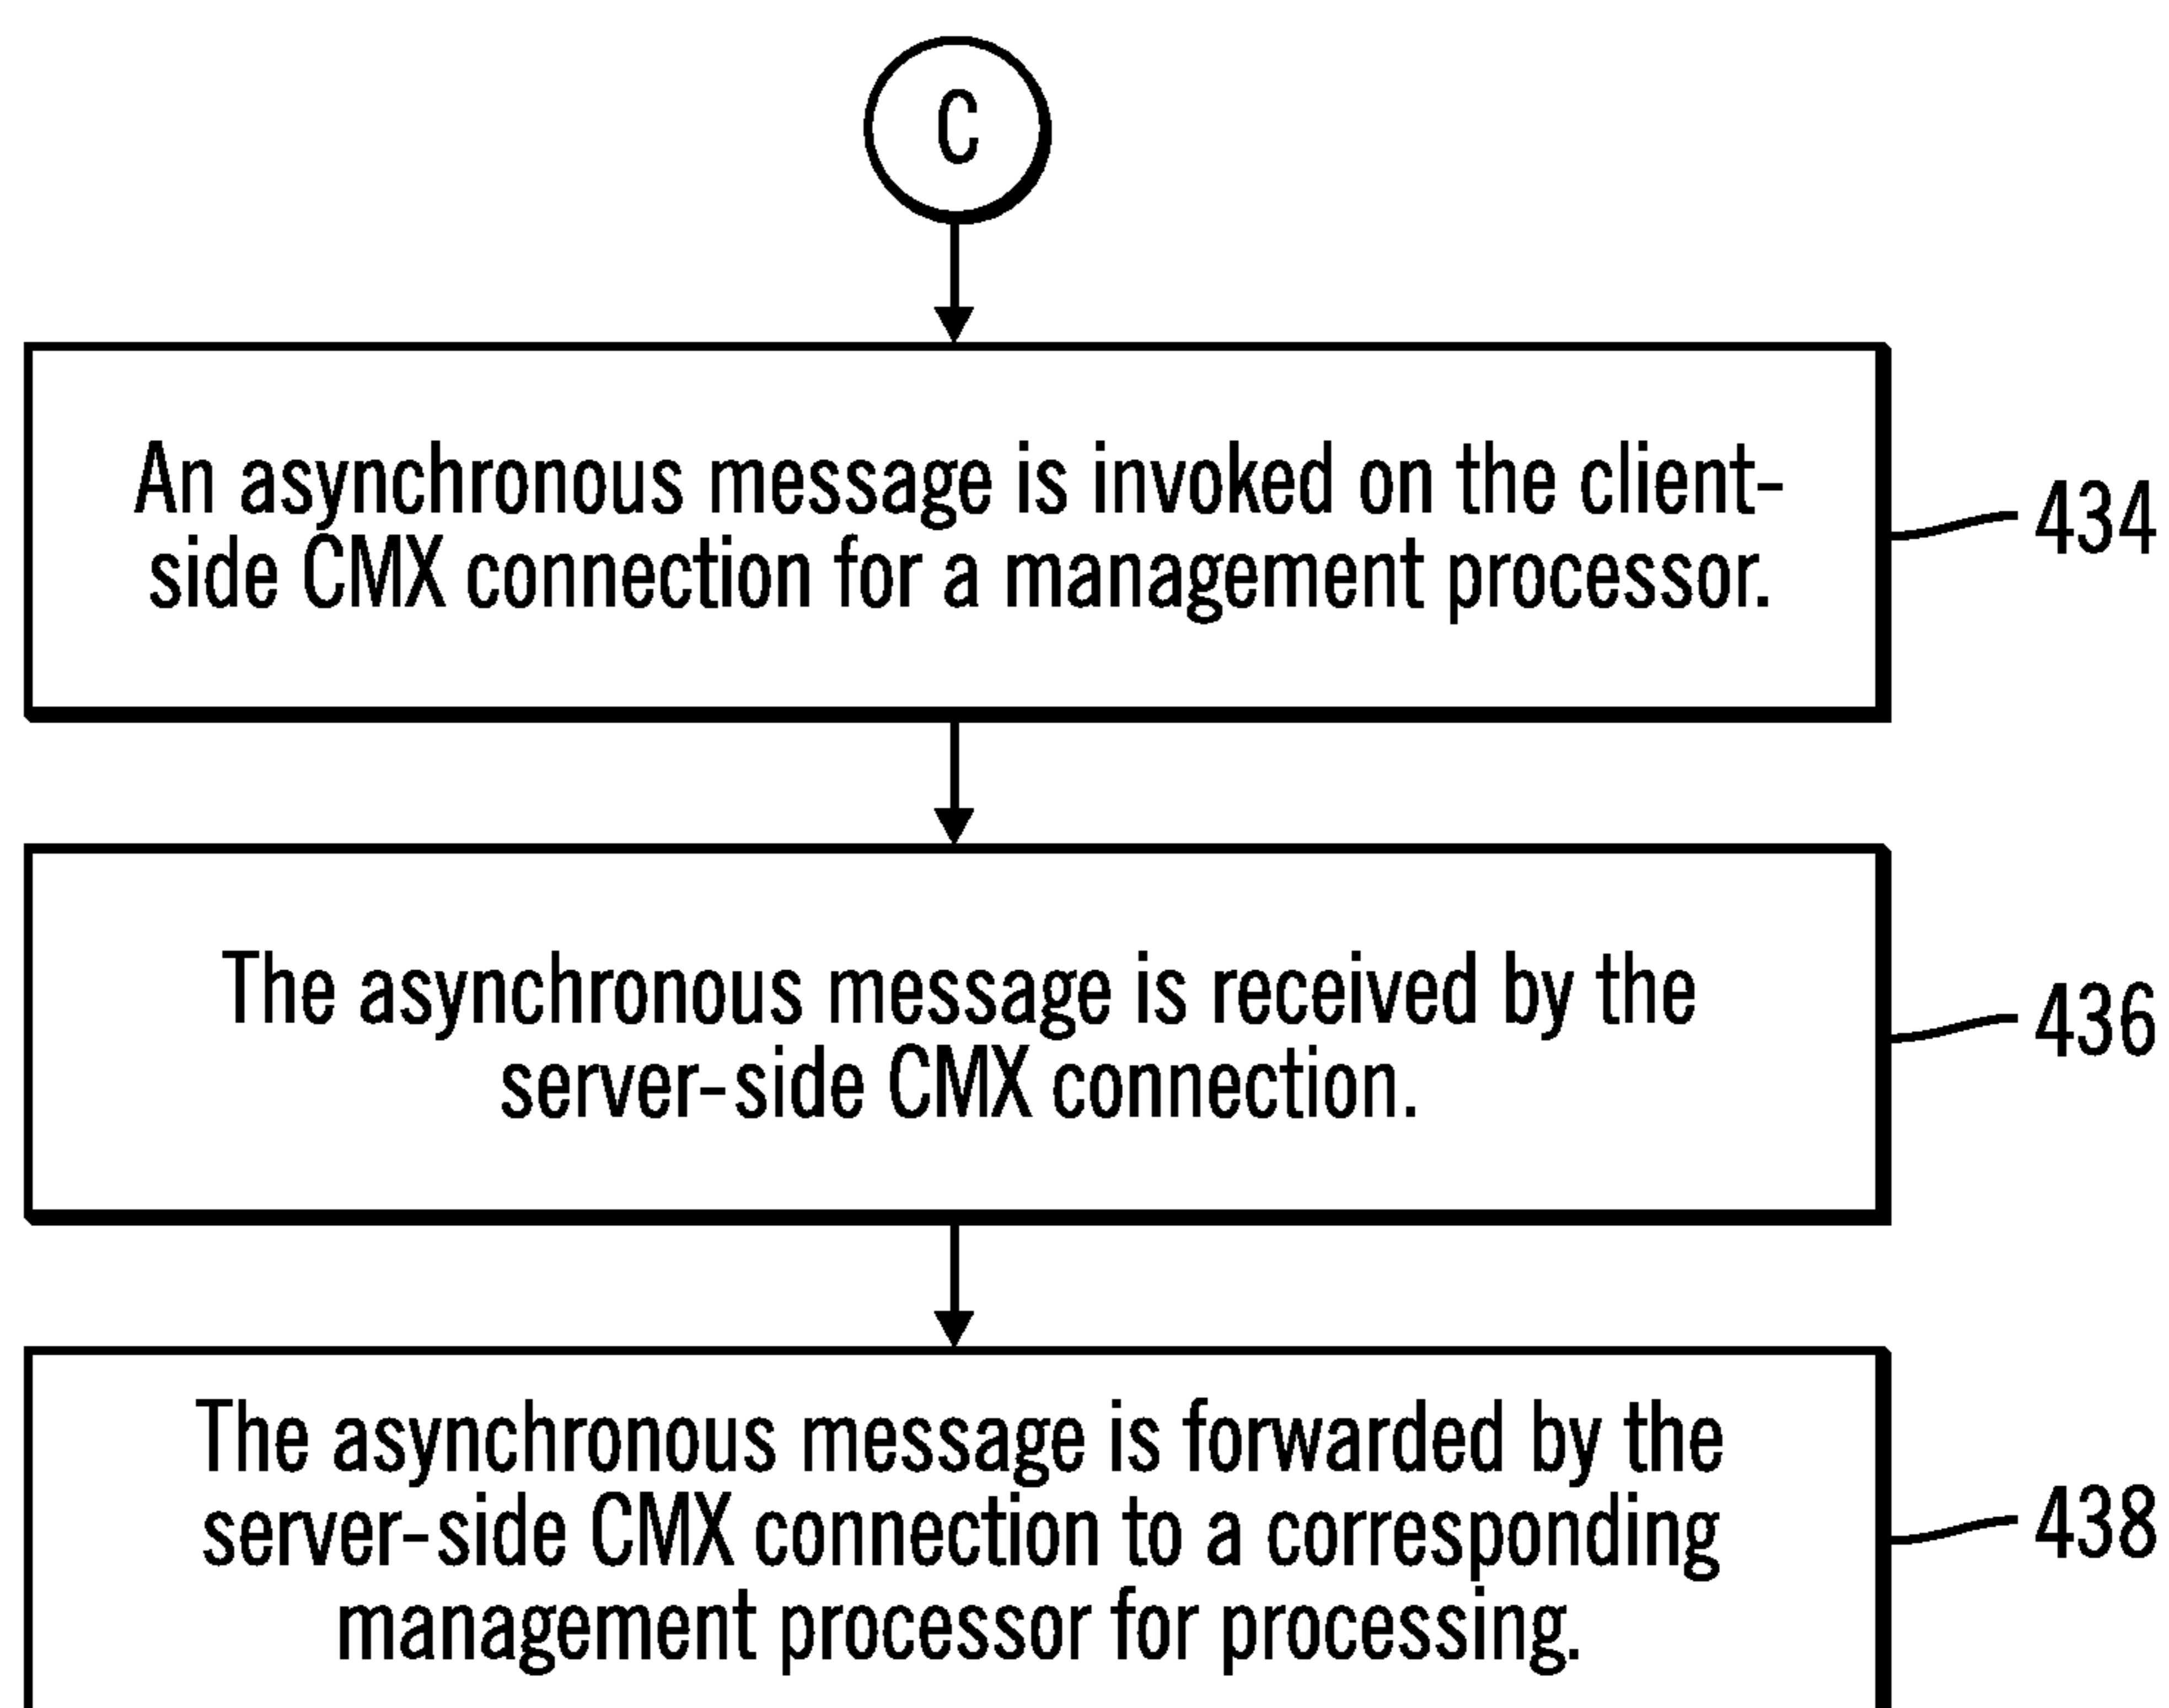 C
An asynchronous message is invoked on the client-
side CMX connection for a management processor.
434
The asynchronous message is received by the
server-side CMX connection.
436
The asynchronous message is forwarded by the
server-side CMX connection to a corresponding
management processor for processing.
438